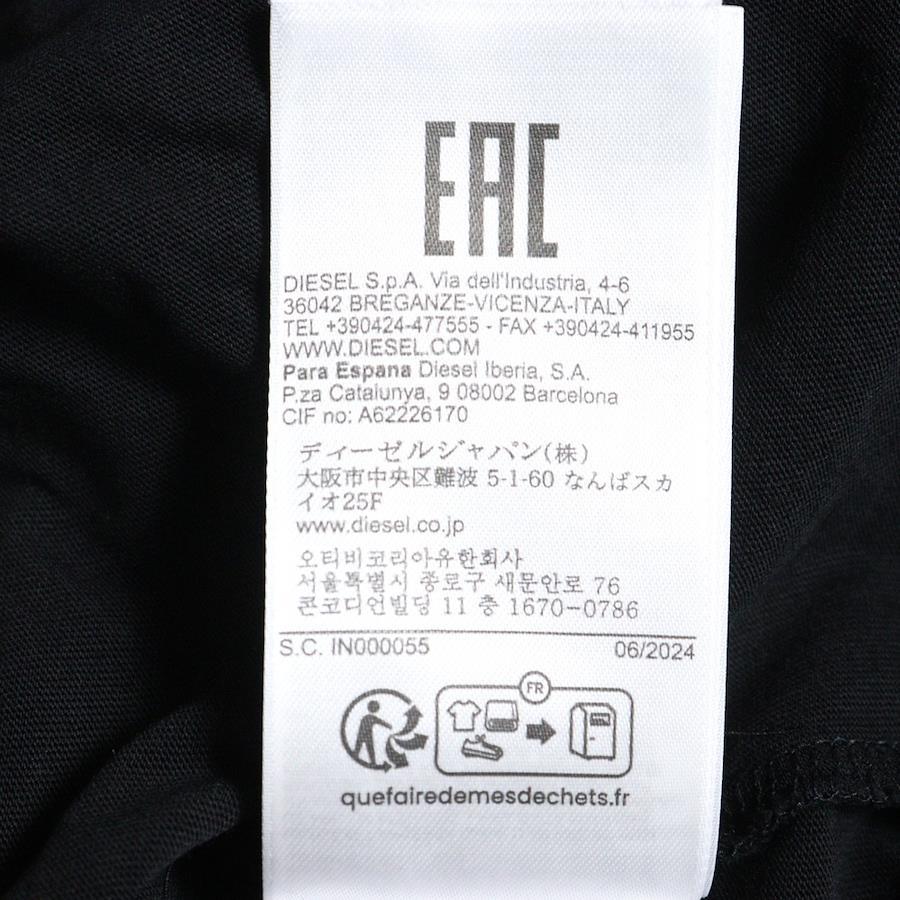 EAC
DIESEL S.p.A. Via dell'Industria, 4-6
36042 BREGANZE-VICENZA-ITALY
TEL +390424-477555 - FAX +390424-411955
WWW.DIESEL.COM
Para Espana Diesel Iberia, S.A.
P.za Catalunya, 9 08002 Barcelona
CIF no: A62226170
ディーゼルジャパン(株)
大阪市中央区難波 5-1-60 なんばスカ
イオ25F
www.diesel.co.jp
오티비코리아유한회사
서울특별시 종로구 새문안로 76
콘코디언빌딩 11 층 1670-0786
S.C. IN000055 06/2024
FR
quefairedemesdechets.fr